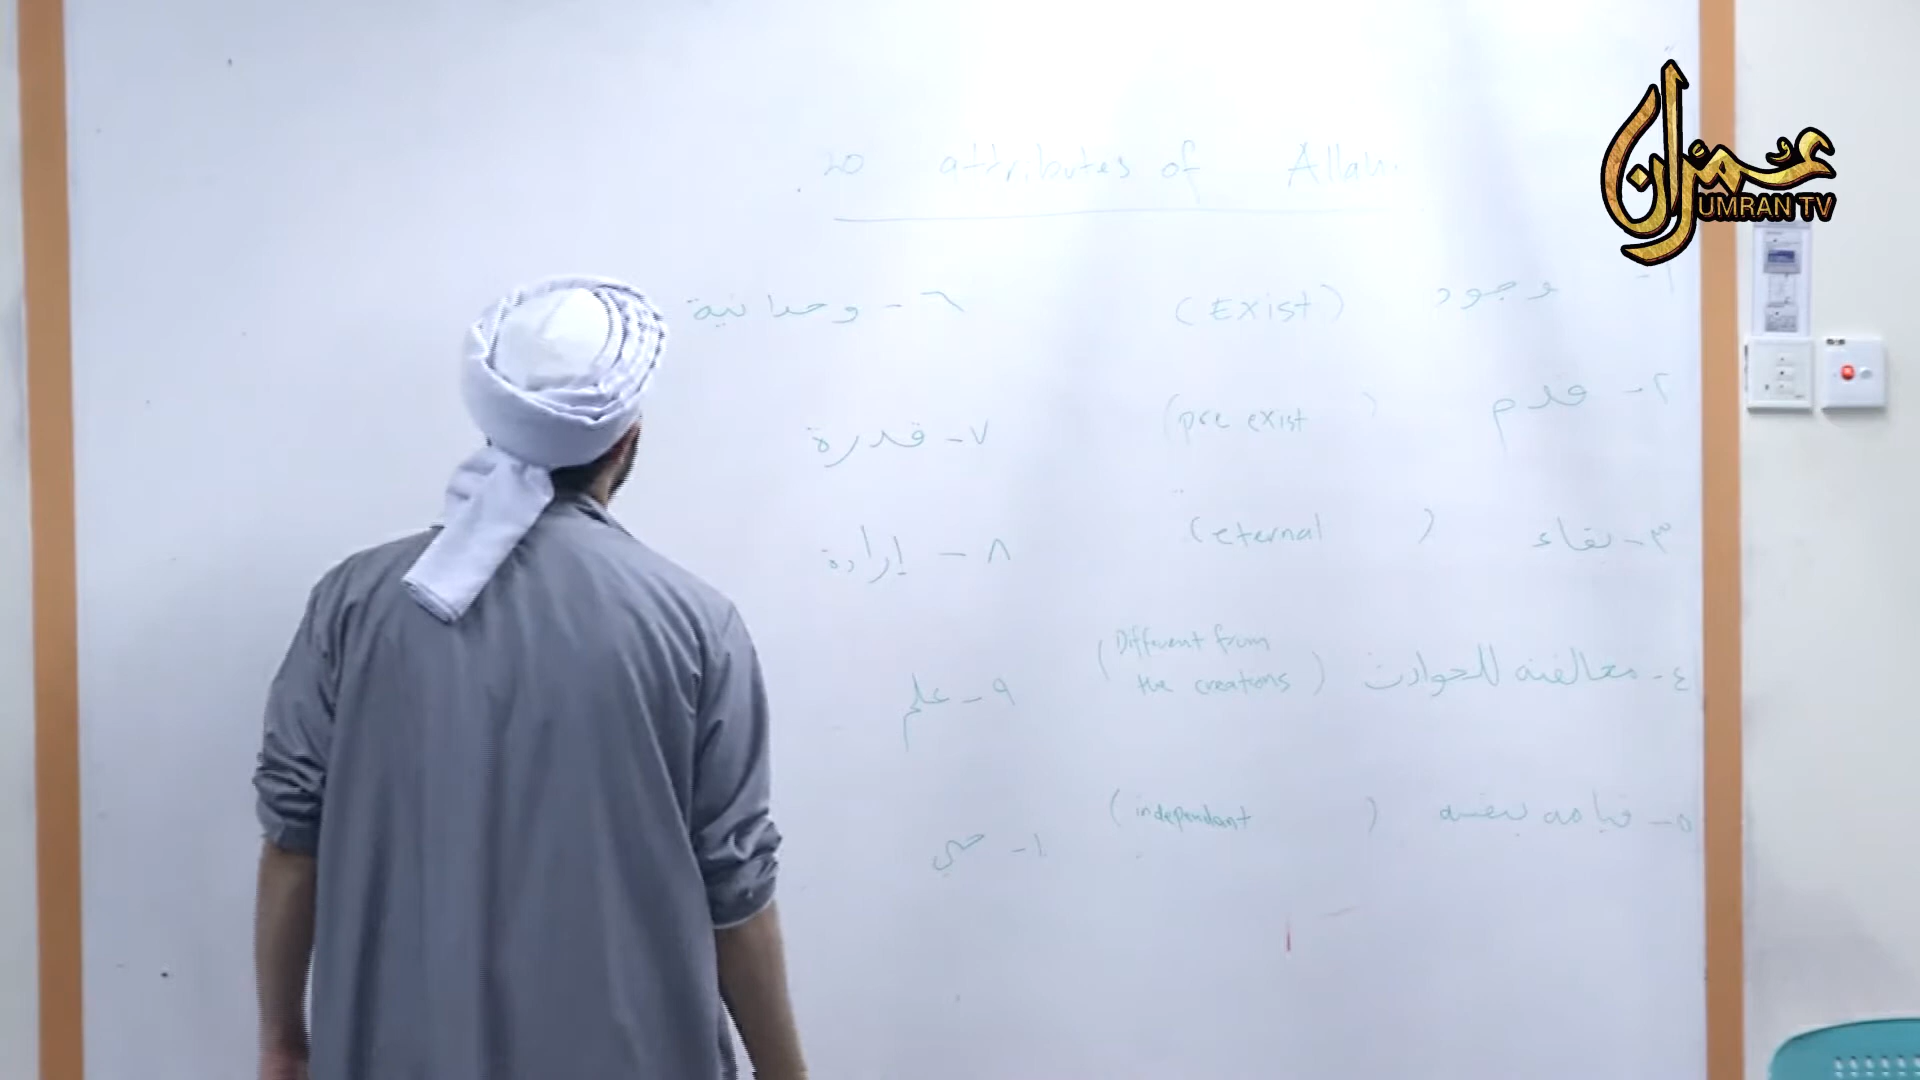 20 attributes of Allah.
١- وجود (Exist)
٢- قدم (pre exist)
٣- بقاء (eternal)
٤- مخالفته للحوادث (Different from
the creations)
٥- قيامه بنفسه (independant)
٦- وحدانية
٧- قدرة
٨- إرادة
٩- علم
١٠- حي
عمران
UMRAN TV